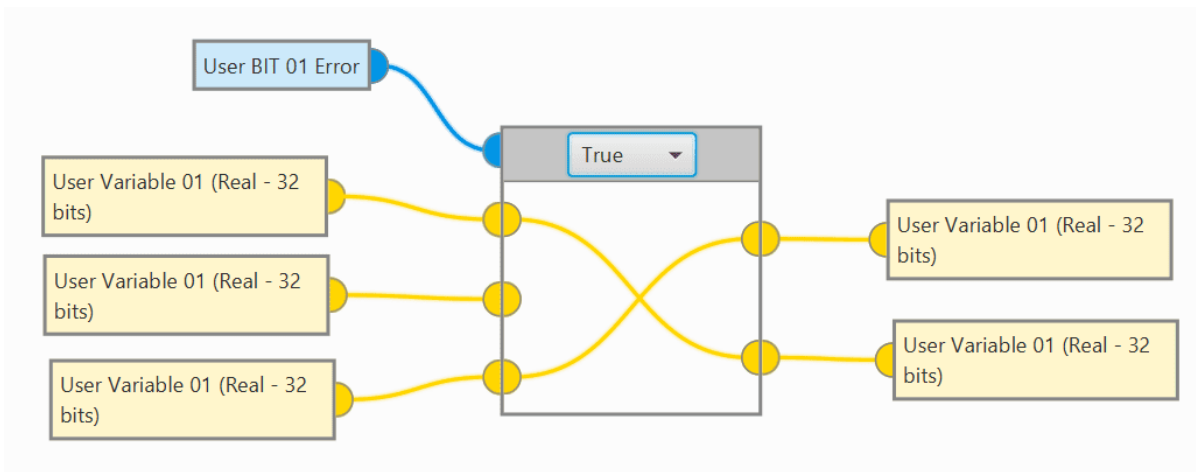 User BIT 01 Error
True
User Variable 01 (Real - 32
bits)
User Variable 01 (Real - 32
bits)
User Variable 01 (Real - 32
bits)
User Variable 01 (Real - 32
bits)
User Variable 01 (Real - 32
bits)